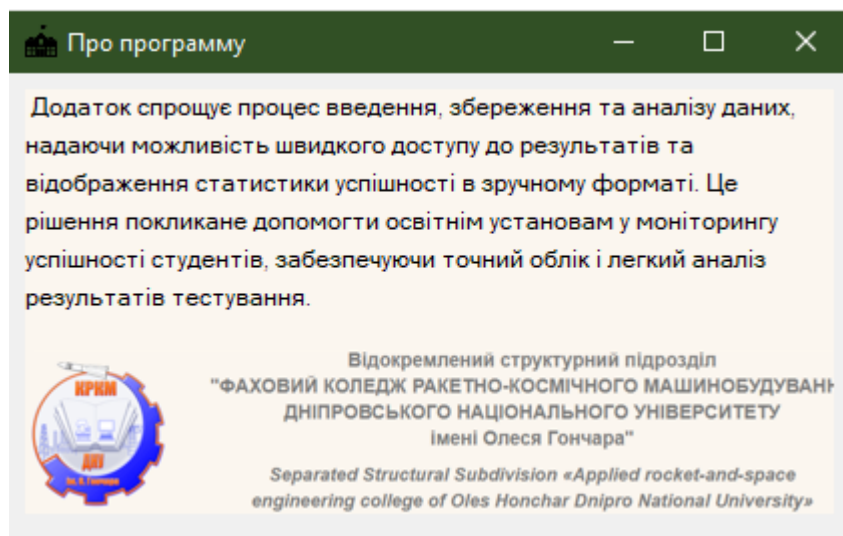 Про программу
Додаток спрощує процес введення, збереження та аналізу даних,
надаючи можливість швидкого доступу до результатів та
відображення статистики успішності в зручному форматі. Це
рішення покликане допомогти освітнім установам у моніторингу
успішності студентів, забезпечуючи точний облік і легкий аналіз
результатів тестування.
Відокремлений структурний підрозділ
"ФАХОВИЙ КОЛЕДЖ РАКЕТНО-КОСМІЧНОГО МАШИНОБУДУВАНН
ДНІПРОВСЬКОГО НАЦІОНАЛЬНОГО УНІВЕРСИТЕТУ
імені Олеся Гончара"
Separated Structural Subdivision «Applied rocket-and-space
engineering college of Oles Honchar Dnipro National University»
КРКМ
ДНУ
ім. О. Гончара